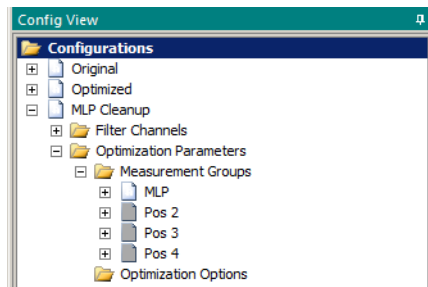 Config View
Configurations
Original
Optimized
MLP Cleanup
Filter Channels
Optimization Parameters
Measurement Groups
MLP
Pos 2
Pos 3
Pos 4
Optimization Options